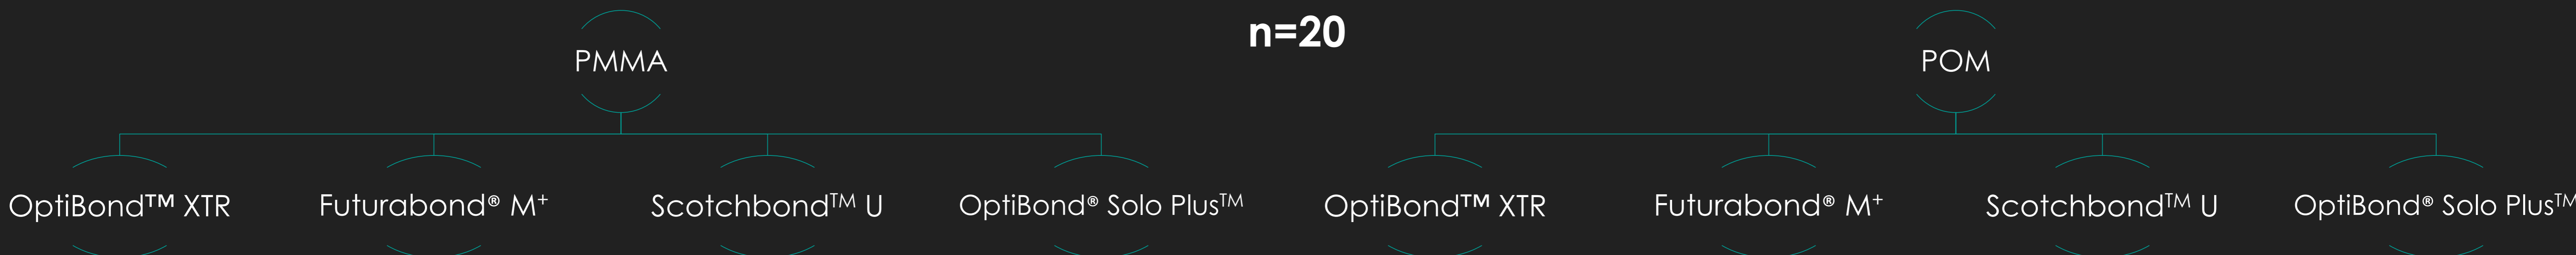 n=20
PMMA
POM
OptiBond™ XTR
Futurabond® M⁺
Scotchbond™ U
OptiBond® Solo Plus™
OptiBond™ XTR
Futurabond® M⁺
Scotchbond™ U
OptiBond® Solo Plus™